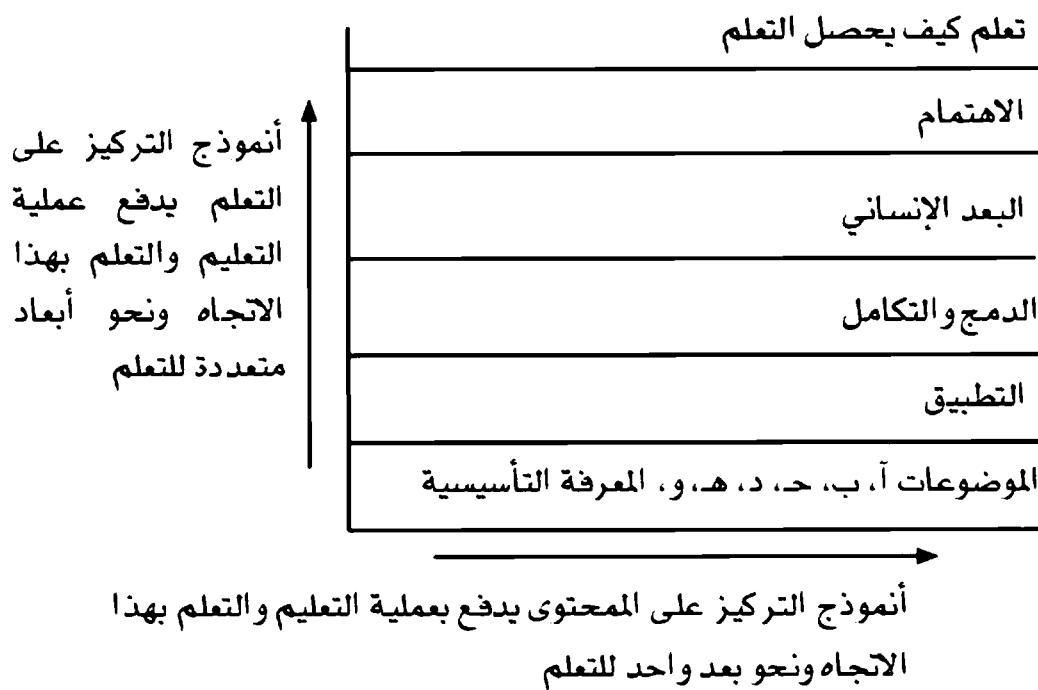 تعلم كيف يحصل التعلم
الاهتمام
البعد الإنساني
الدمج والتكامل
التطبيق
الموضوعات آ، ب، حـ، د، هـ، و، المعرفة التأسيسية
أنموذج التركيز على
التعلم يدفع عملية
التعليم والتعلم بهذا
الاتجاه ونحو أبعاد
متعددة للتعلم
أنموذج التركيز على المحتوى يدفع بعملية التعليم والتعلم بهذا
الاتجاه ونحو بعد واحد للتعلم